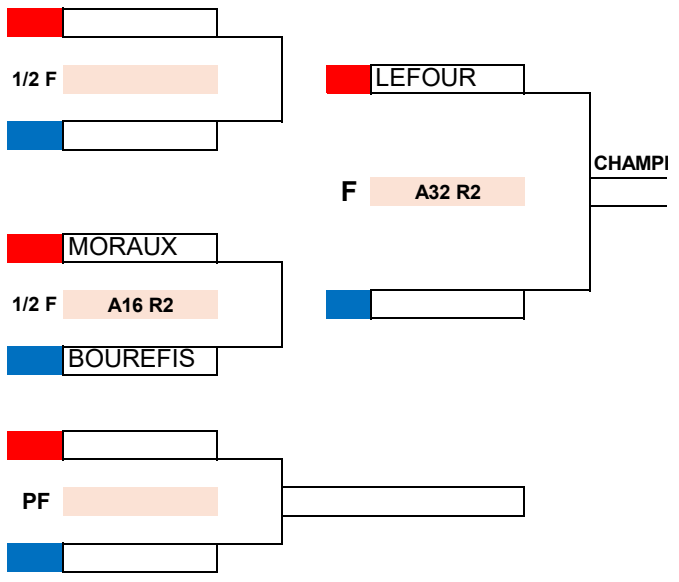 1/2 F
LEFOUR
CHAMPI
F
A32 R2
MORAUX
1/2 F
A16 R2
BOUREFIS
PF